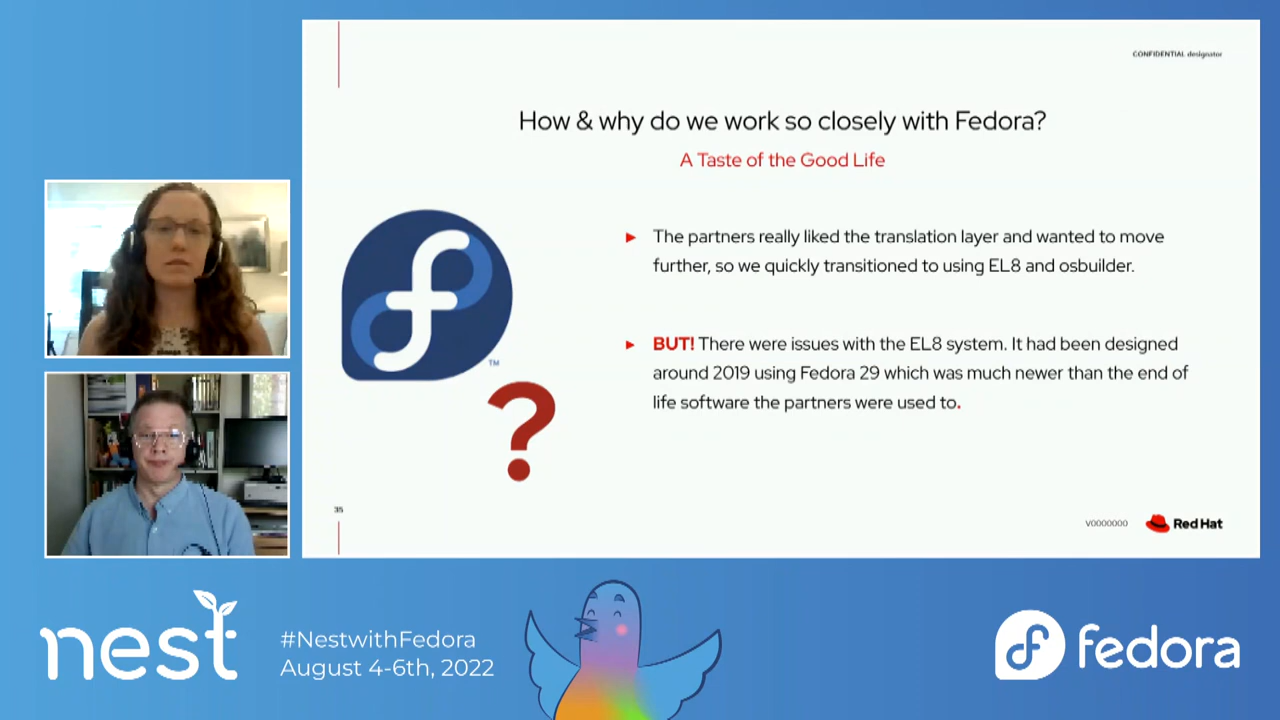 CONFIDENTIAL designator
How & why do we work so closely with Fedora?
A Taste of the Good Life
The partners really liked the translation layer and wanted to move
further, so we quickly transitioned to using EL8 and osbuilder.
BUT! There were issues with the EL8 system. It had been designed
around 2019 using Fedora 29 which was much newer than the end of
life software the partners were used to.
TM
?
35
V0000000
Red Hat
nest
#NestwithFedora
August 4-6th, 2022
fedora